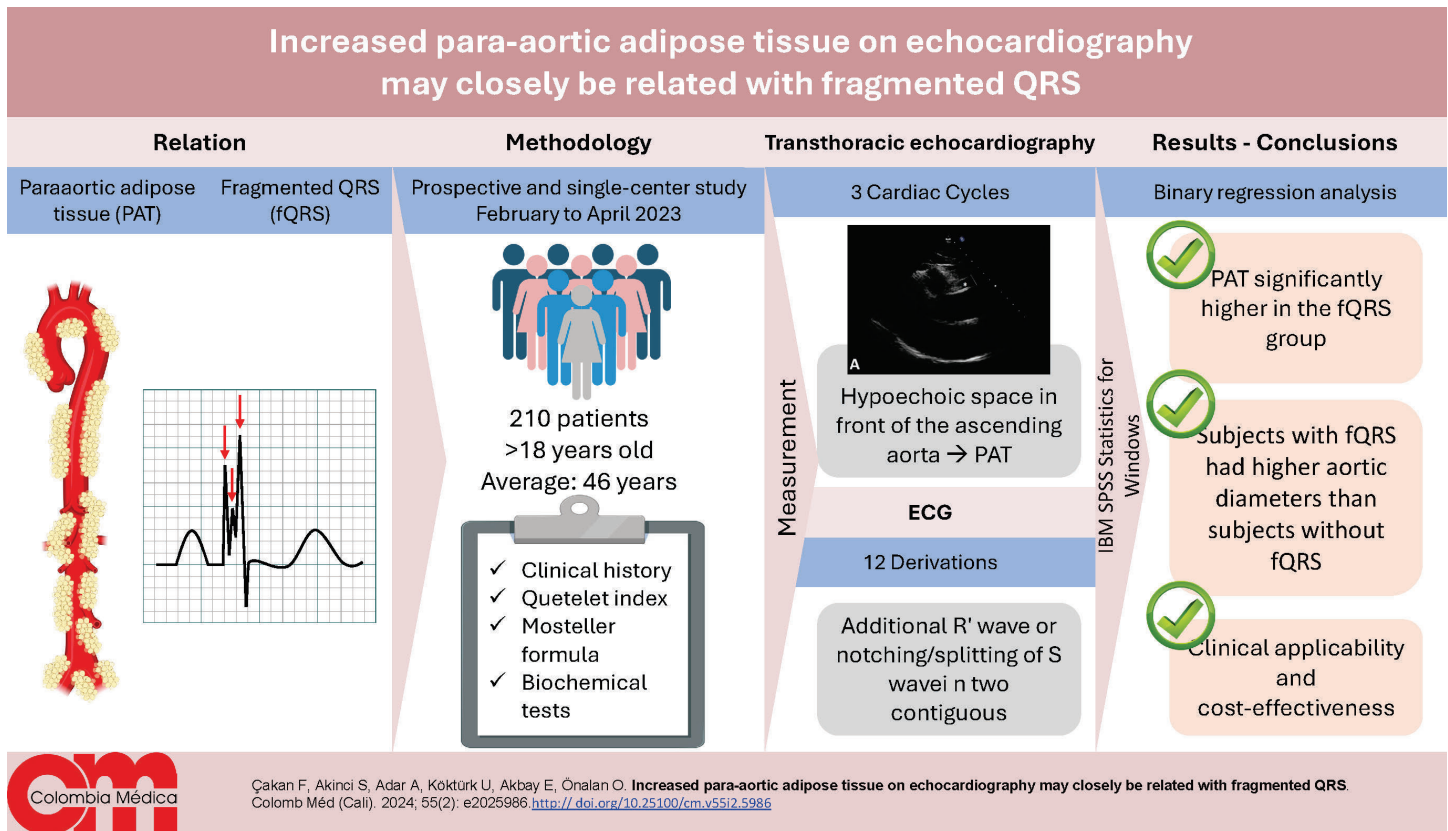 Increased para-aortic adipose tissue on echocardiography
may closely be related with fragmented QRS
Relation
Paraaortic adipose
tissue (PAT)
Fragmented QRS
(fQRS)
Methodology
Prospective and single-center study
February to April 2023
210 patients
>18 years old
Average: 46 years
✓ Clinical history
✓ Quetelet index
✓ Mosteller
formula
✓ Biochemical
tests
Measurement
Transthoracic echocardiography
3 Cardiac Cycles
A
Hypoechoic space in
front of the ascending
aorta → PAT
ECG
12 Derivations
Additional R' wave or
notching/splitting of S
wavei n two
contiguous
IBM SPSS Statistics for
Windows
Results - Conclusions
Binary regression analysis
PAT significantly
higher in the fQRS
group
Subjects with fQRS
had higher aortic
diameters than
subjects without
fQRS
Clinical applicability
and
cost-effectiveness
cm
Colombia Médica
Çakan F, Akinci S, Adar A, Köktürk U, Akbay E, Önalan O. Increased para-aortic adipose tissue on echocardiography may closely be related with fragmented QRS.
Colomb Méd (Cali). 2024; 55(2): e2025986.http:// doi.org/10.25100/cm.v55i2.5986